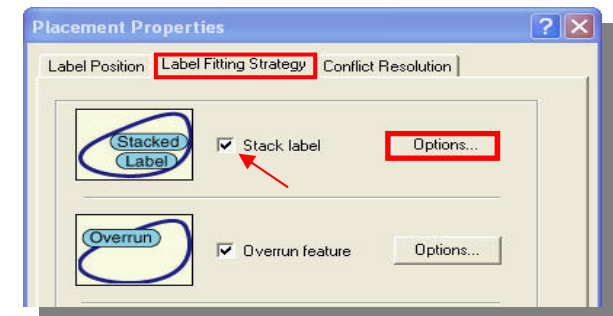 Placement Properties
Label Position Label Fitting Strategy Conflict Resolution
Stacked
Label
Stack label Options...
Overrun
Overrun feature Options...